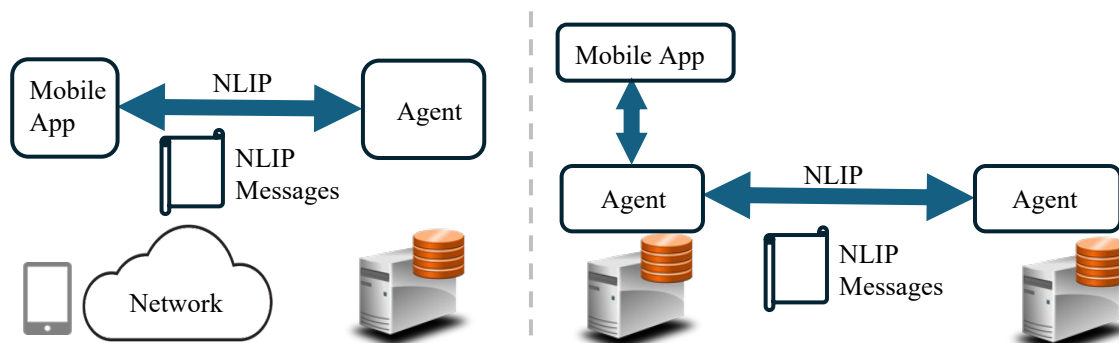 Mobile
App
NLIP
Agent
NLIP
Messages
Network
Mobile App
Agent
NLIP
Agent
NLIP
Messages